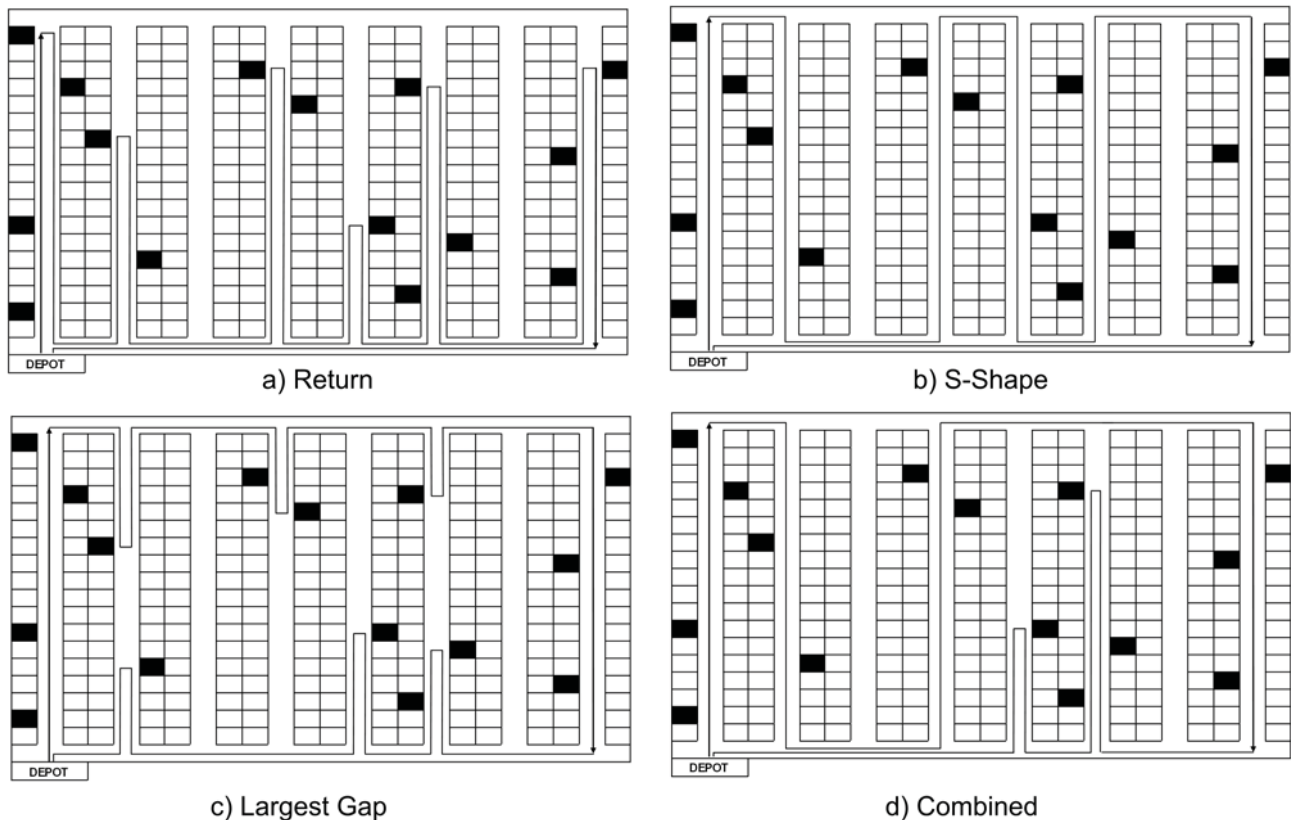 DEPOT
DEPOT
a) Return
b) S-Shape
DEPOT
DEPOT
c) Largest Gap
d) Combined